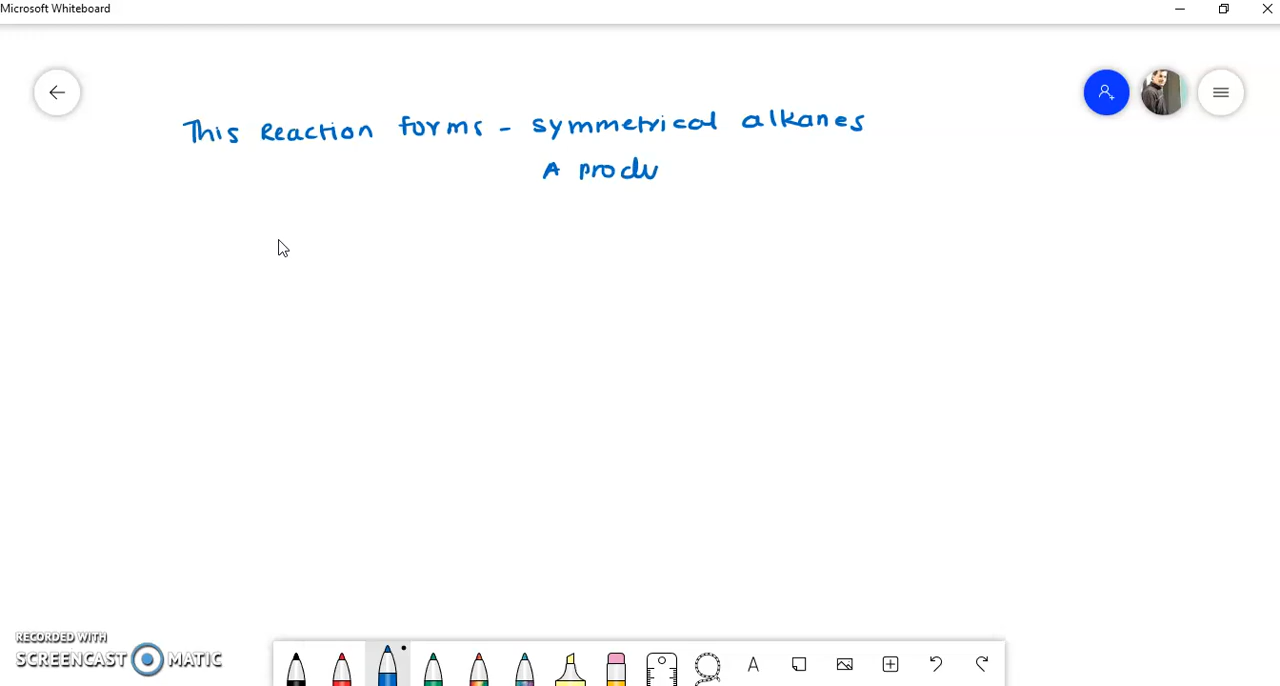 Microsoft Whiteboard
This Reaction forms - symmetrical alkanes
A produ
RECORDED WITH
SCREENCAST MATIC